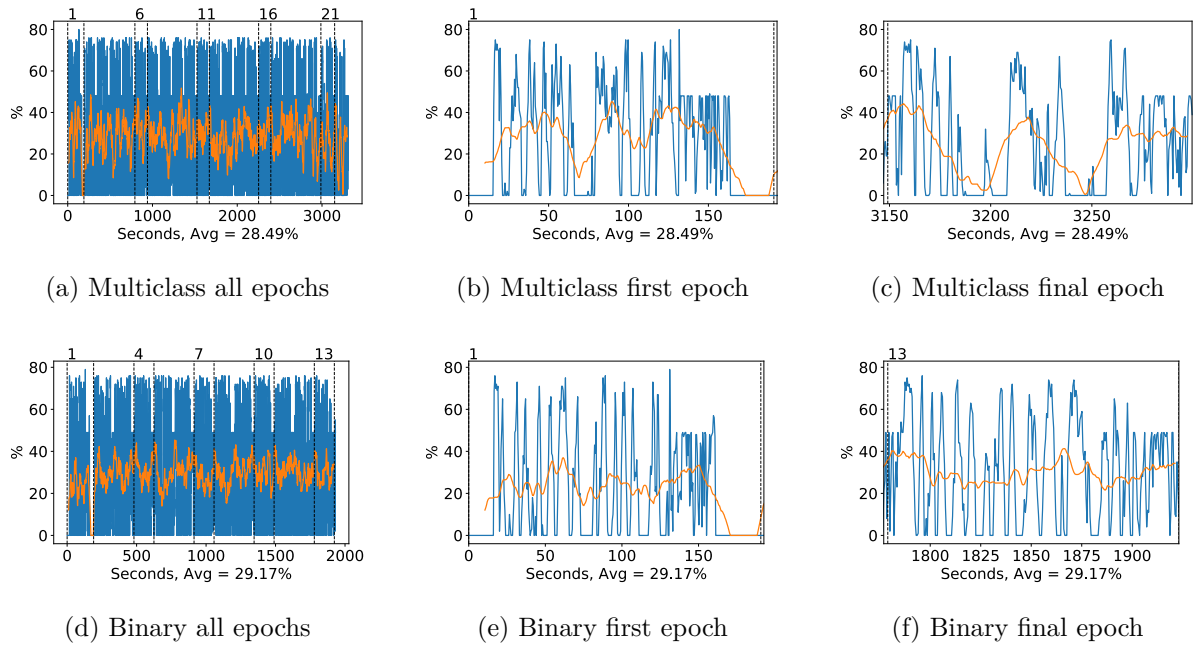 1 6 11 16 21
80
60
40
20
0
%
0 1000 2000 3000
Seconds, Avg = 28.49%
(a) Multiclass all epochs
1
80
60
40
20
0
%
0 50 100 150
Seconds, Avg = 28.49%
(b) Multiclass first epoch
80
60
40
20
0
%
3150 3200 3250
Seconds, Avg = 28.49%
(c) Multiclass final epoch
1 4 7 10 13
80
60
40
20
0
%
0 500 1000 1500 2000
Seconds, Avg = 29.17%
(d) Binary all epochs
1
80
60
40
20
0
%
0 50 100 150
Seconds, Avg = 29.17%
(e) Binary first epoch
13
80
60
40
20
0
%
1800 1825 1850 1875 1900
Seconds, Avg = 29.17%
(f) Binary final epoch